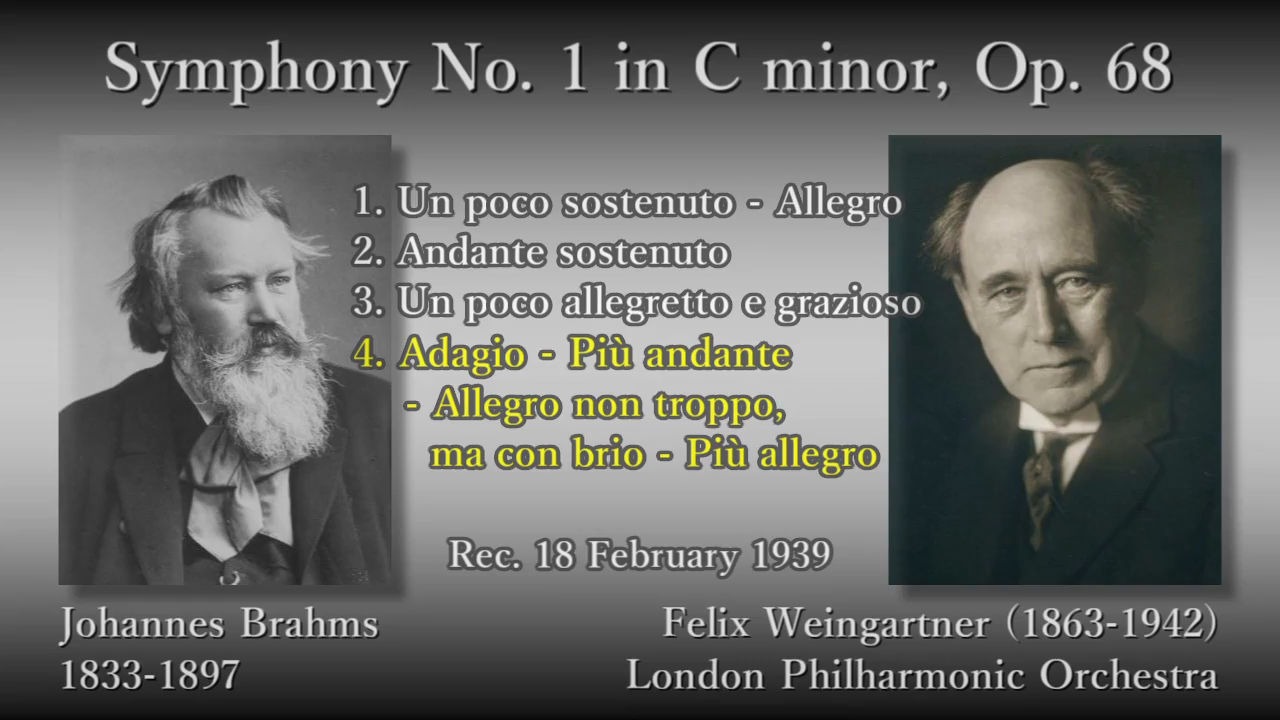 Symphony No. 1 in C minor, Op. 68
1. Un poco sostenuto - Allegro
2. Andante sostenuto
3. Un poco allegretto e grazioso
4. Adagio - Più andante
- Allegro non troppo,
ma con brio - Più allegro
Rec. 18 February 1939
Johannes Brahms
1833-1897
Felix Weingartner (1863-1942)
London Philharmonic Orchestra